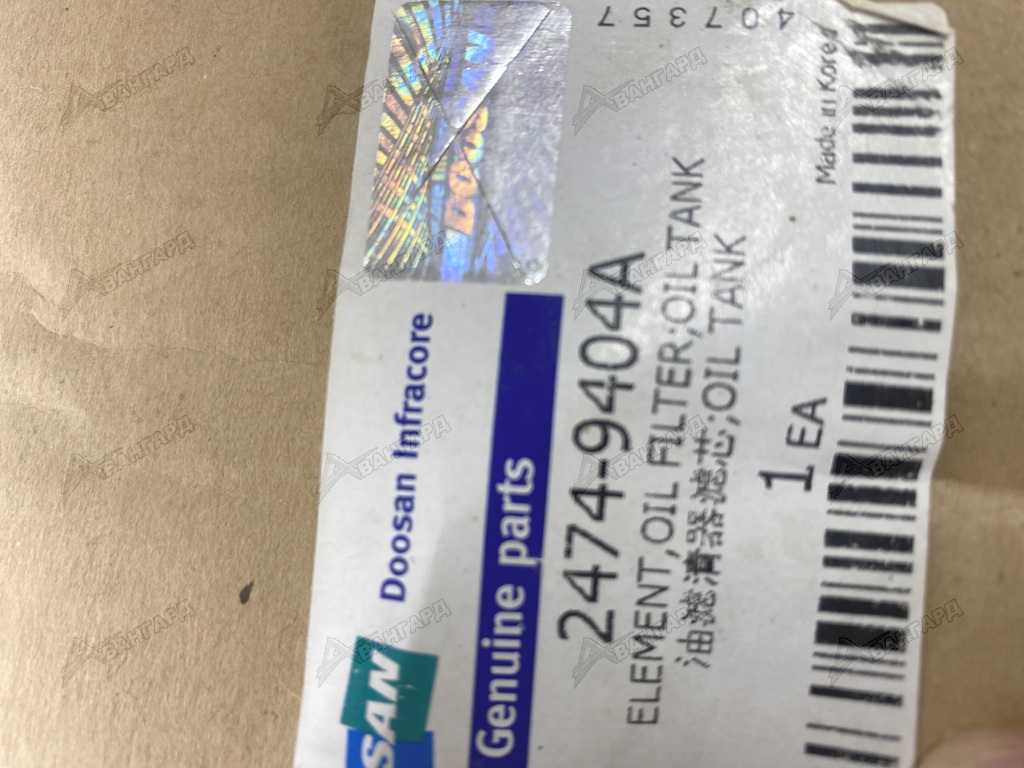 SAN
Doosan Infracore
Genuine parts
2474-9404A
ELEMENT,OIL FILTER;OIL TANK
油滤清器滤芯;OIL TANK
1 EA
Made in Korea
407357
АВАНГАРД